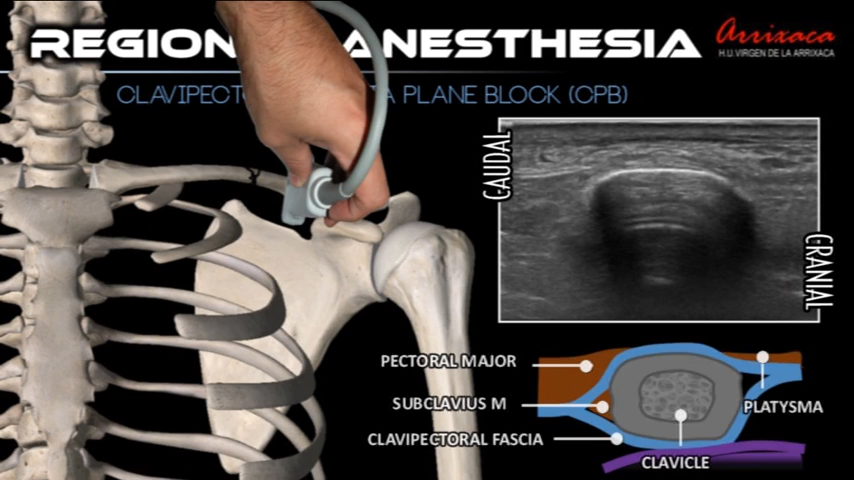 REGION ANESTHESIA
Arrixaca
H.U. VIRGEN DE LA ARRIXACA
CLAVIPECT A PLANE BLOCK (CPB)
CAUDAL
CRANIAL
PECTORAL MAJOR
SUBCLAVIUS M
PLATYSMA
CLAVIPECTORAL FASCIA
CLAVICLE